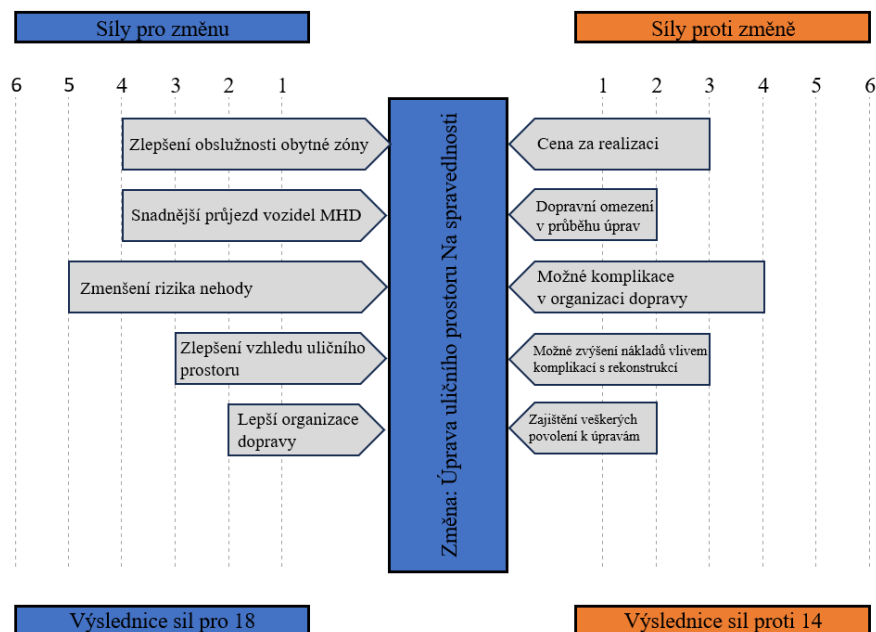 Síly pro změnu
Síly proti změně
6 5 4 3 2 1
1 2 3 4 5 6
Zlepšení obslužnosti obytné zóny
Snadnější průjezd vozidel MHD
Zmenšení rizika nehody
Zlepšení vzhledu uličního
prostoru
Lepší organizace
dopravy
Změna: Úprava uličního prostoru Na spravedlnosti
Cena za realizaci
Dopravní omezení
v průběhu úprav
Možné komplikace
v organizaci dopravy
Možné zvýšení nákladů vlivem
komplikací s rekonstrukcí
Zajištění veškerých
povolení k úpravám
Výslednice sil pro 18
Výslednice sil proti 14